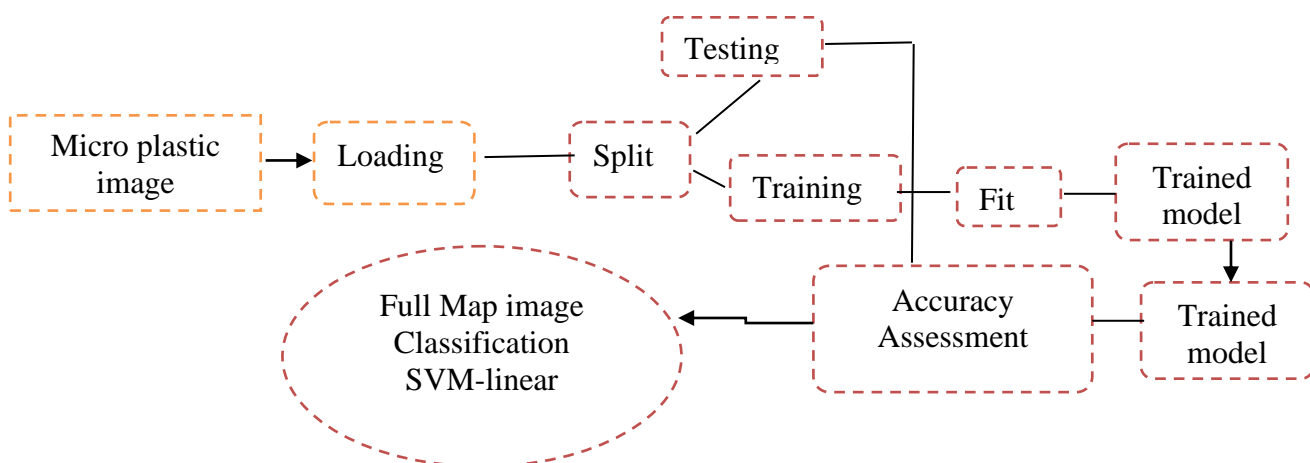 Testing
Micro plastic
image
Loading
Split
Training
Fit
Trained
model
Full Map image
Classification
SVM-linear
Accuracy
Assessment
Trained
model